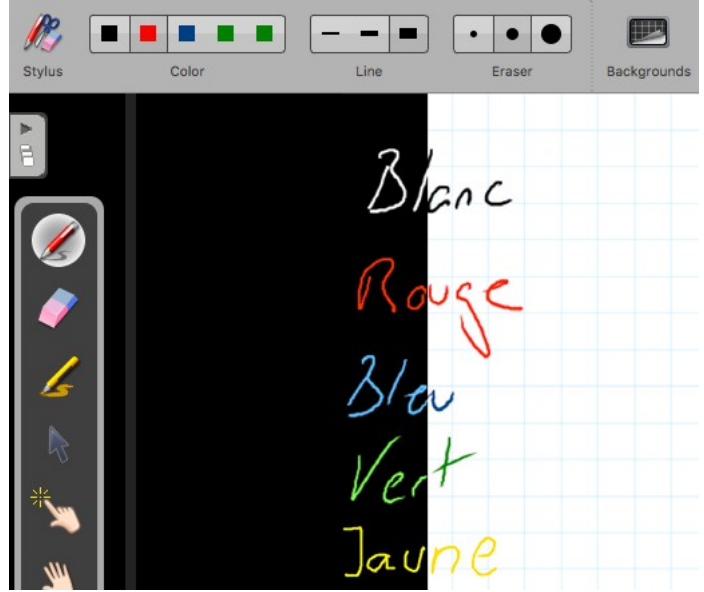 Stylus Color Line Eraser Backgrounds
Blanc
Rouge
Bleu
Vert
Jaune